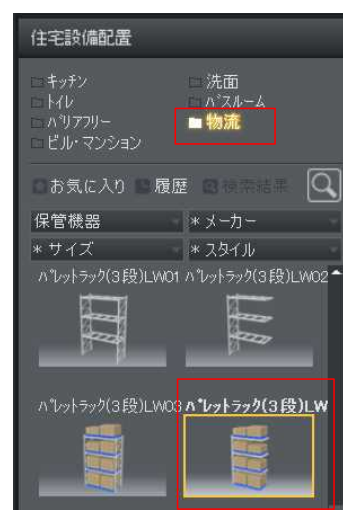 住宅設備配置
キッチン 洗面
トイレ バスルーム
バリアフリー 物流
ビル・マンション
お気に入り 履歴 検索結果
保管機器 * メーカー
* サイズ * スタイル
パレットラック(3段)LW01 パレットラック(3段)LW02
パレットラック(3段)LW03 パレットラック(3段)LW